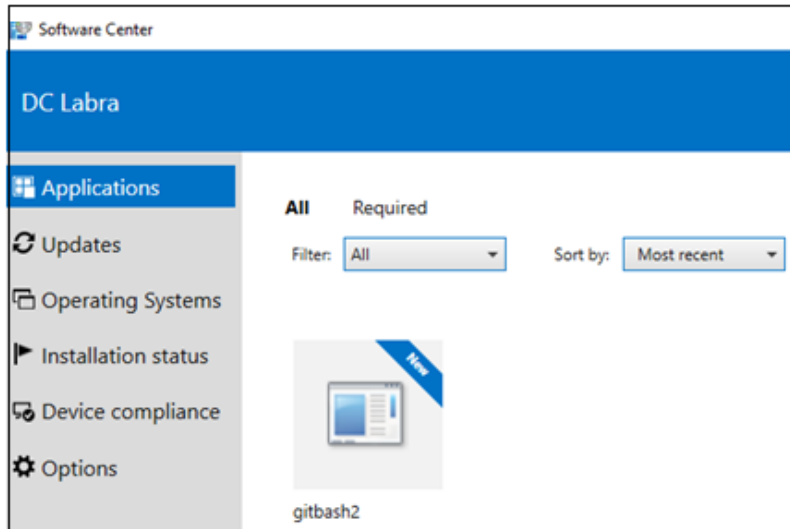 Software Center
DC Labra
Applications
Updates
Operating Systems
Installation status
Device compliance
Options
All Required
Filter: All Sort by: Most recent
New
gitbash2